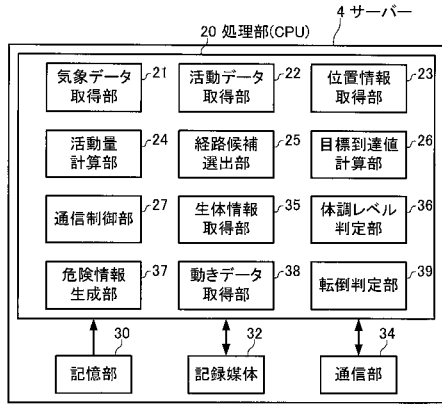 4 サーバー
20 処理部(CPU)
気象データ 21
取得部
活動データ 22
取得部
位置情報 23
取得部
活動量 24
計算部
経路候補 25
選出部
目標到達値 26
計算部
通信制御部 27
生体情報 35
取得部
体調レベル 36
判定部
危険情報 37
生成部
動きデータ 38
取得部
転倒判定部 39
30
記憶部
32
記録媒体
34
通信部